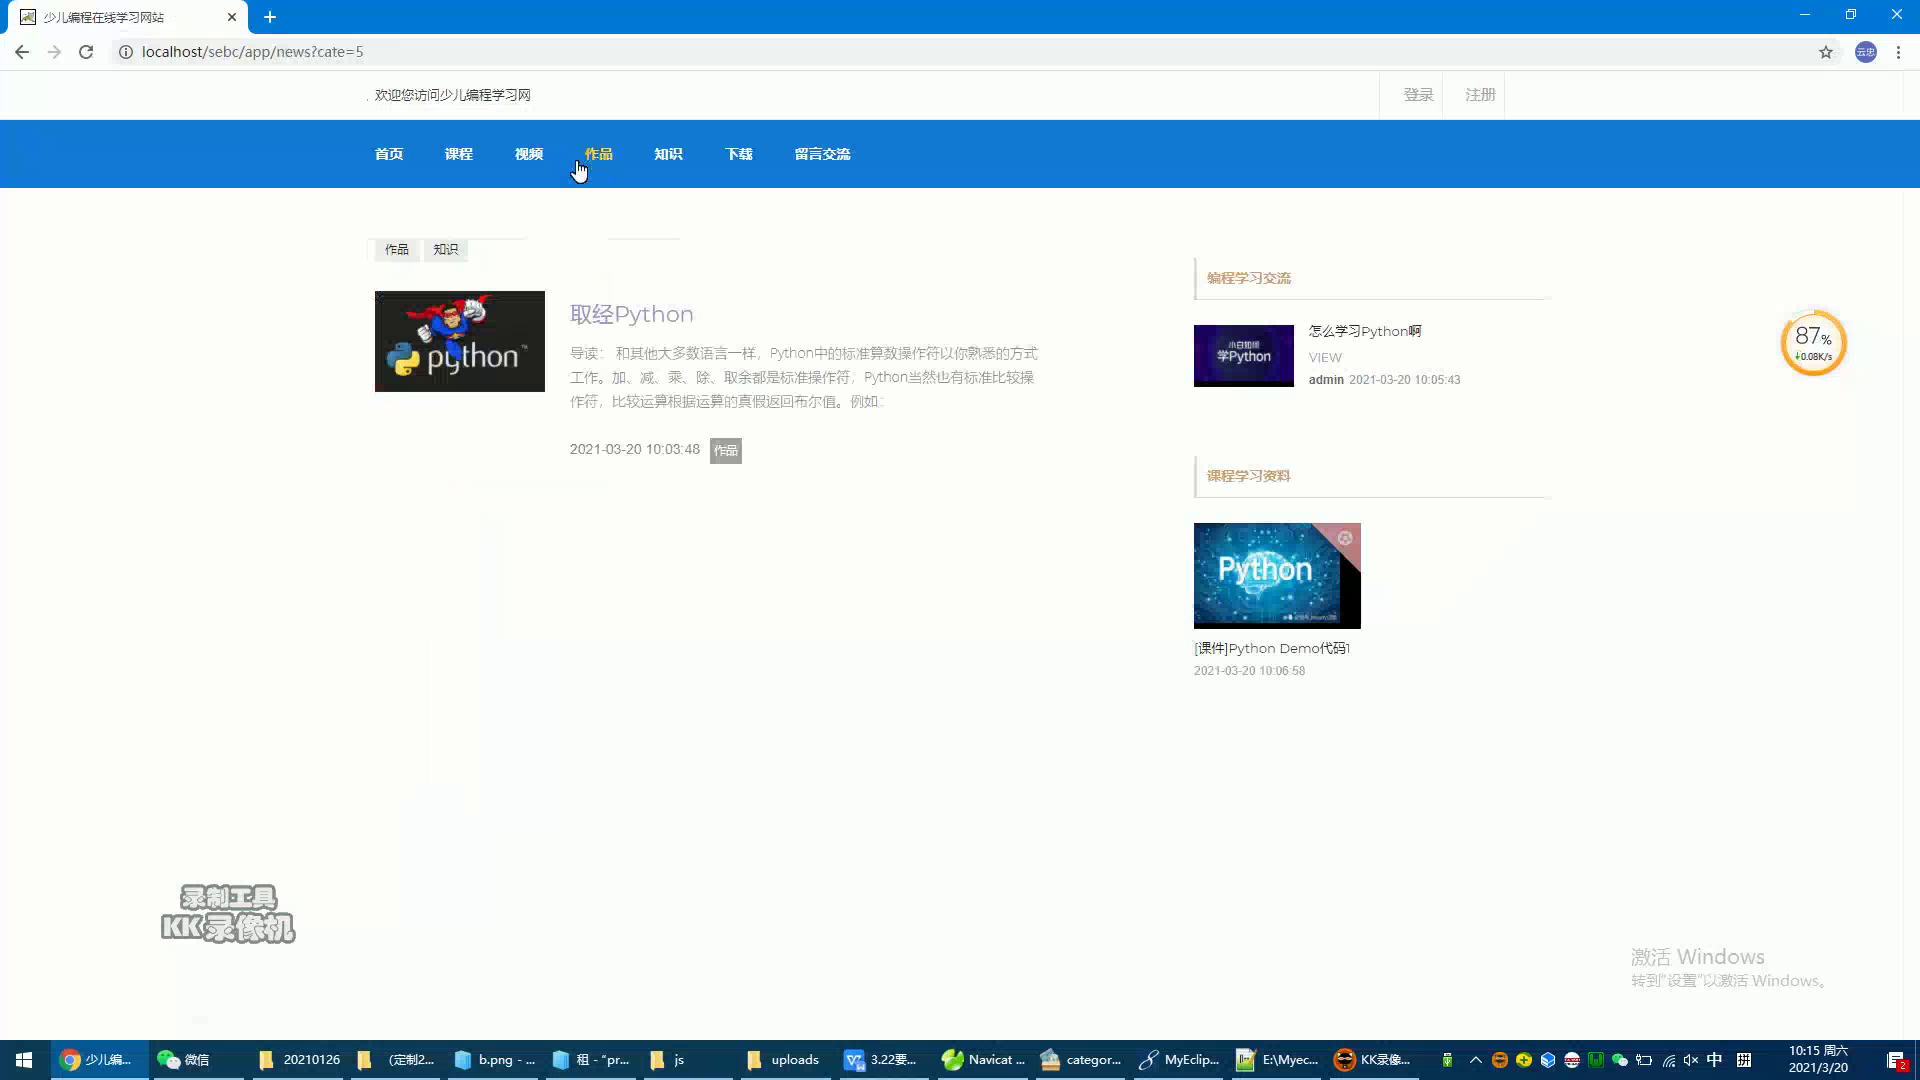 少儿编程在线学习网站
localhost/sebc/app/news?cate=5
云忠
. 欢迎您访问少儿编程学习网
登录
注册
首页
课程
视频
作品
知识
下载
留言交流
作品
知识
python™
取经Python
导读： 和其他大多数语言一样，Python中的标准算数操作符以你熟悉的方式
工作。加、减、乘、除、取余都是标准操作符，Python当然也有标准比较操
作符，比较运算根据运算的真假返回布尔值。例如：
2021-03-20 10:03:48
作品
编程学习交流
小白如何
学Python
怎么学习Python啊
VIEW
admin 2021-03-20 10:05:43
87%
↓0.08K/s
课程学习资料
Python
[课件]Python Demo代码1
2021-03-20 10:06:58
录制工具
KK录像机
激活 Windows
转到"设置"以激活 Windows。
少儿编...
微信
20210126
(定制2...
b.png - ...
租 - "pr...
js
uploads
3.22要...
Navicat ...
categor...
MyEclip...
E:\Myec...
KK录像...
中
拼
10:15 周六
2021/3/20
2